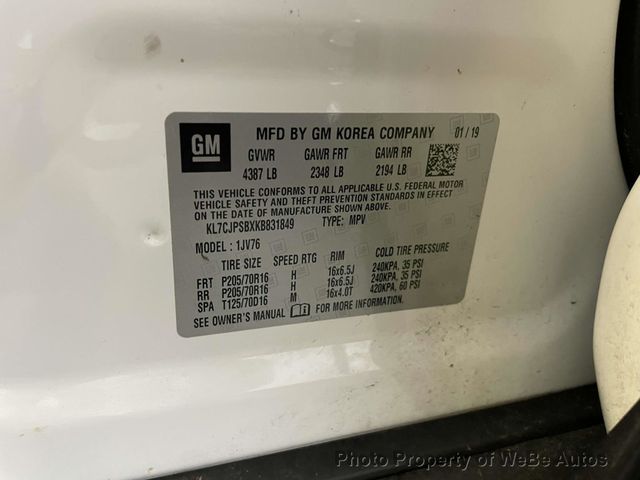 GM
MFD BY GM KOREA COMPANY 01/19
GVWR GAWR FRT GAWR RR
4387 LB 2348 LB 2194 LB
THIS VEHICLE CONFORMS TO ALL APPLICABLE U.S. FEDERAL MOTOR
VEHICLE SAFETY AND THEFT PREVENTION STANDARDS IN EFFECT
ON THE DATE OF MANUFACTURE SHOWN ABOVE.
KL7CJPSBXKB831849 TYPE: MPV
MODEL: 1JV76
TIRE SIZE SPEED RTG RIM COLD TIRE PRESSURE
FRT P205/70R16 H 16x6.5J 240KPA, 35 PSI
RR P205/70R16 H 16x6.5J 240KPA, 35 PSI
SPA T125/70D16 M 16x4.0T 420KPA, 60 PSI
SEE OWNER'S MANUAL FOR MORE INFORMATION.
Photo Property of WeBe Autos